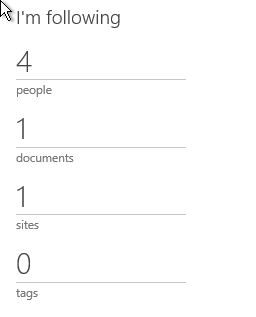 I'm following
4
people
1
documents
1
sites
0
tags